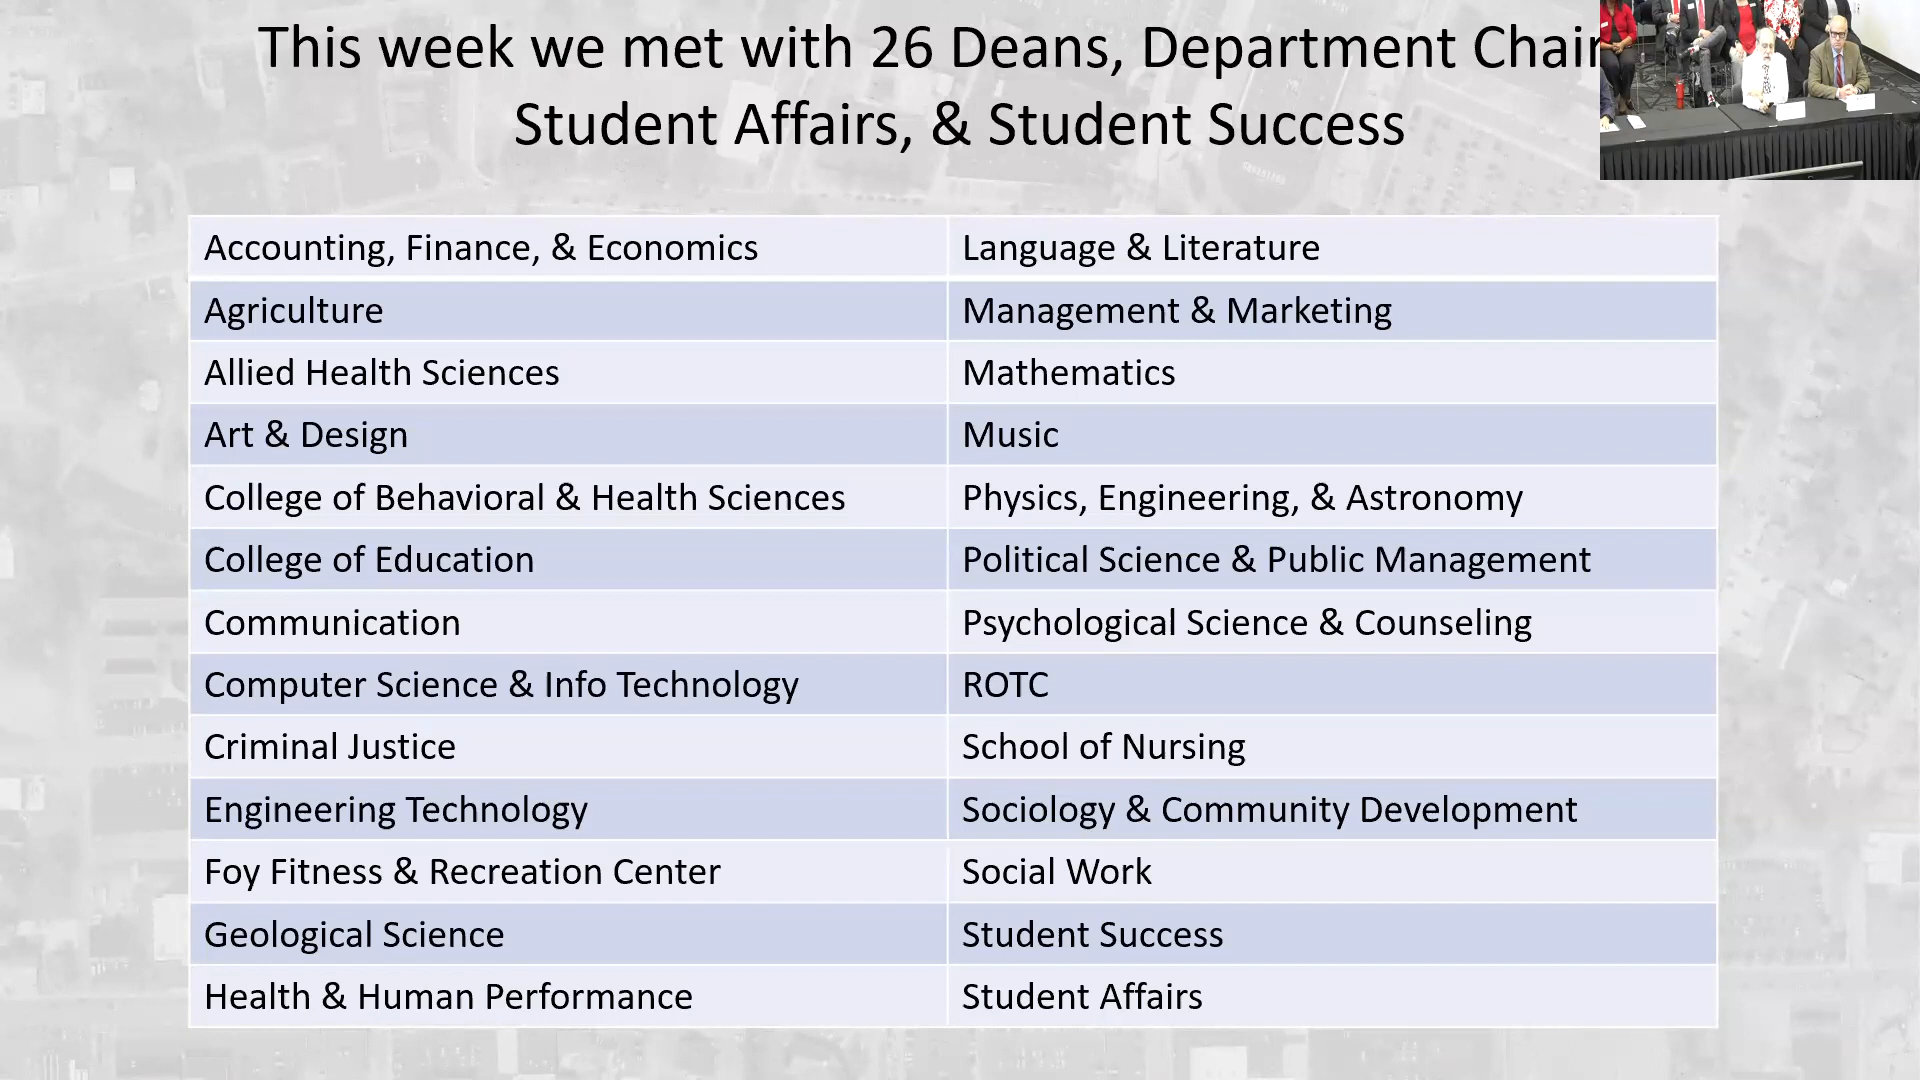 This week we met with 26 Deans, Department Chair
Student Affairs, & Student Success
Accounting, Finance, & Economics
Language & Literature
Agriculture
Management & Marketing
Allied Health Sciences
Mathematics
Art & Design
Music
College of Behavioral & Health Sciences
Physics, Engineering, & Astronomy
College of Education
Political Science & Public Management
Communication
Psychological Science & Counseling
Computer Science & Info Technology
ROTC
Criminal Justice
School of Nursing
Engineering Technology
Sociology & Community Development
Foy Fitness & Recreation Center
Social Work
Geological Science
Student Success
Health & Human Performance
Student Affairs